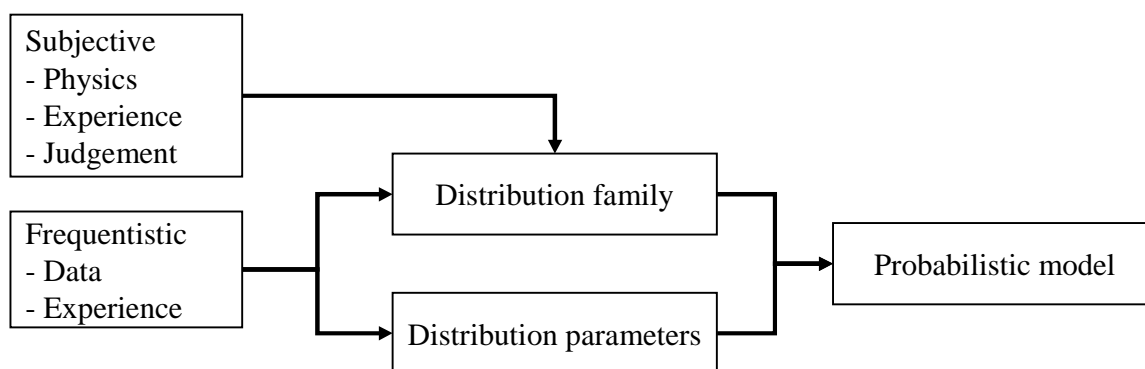 Subjective
- Physics
- Experience
- Judgement
Distribution family
Frequentistic
- Data
- Experience
Probabilistic model
Distribution parameters